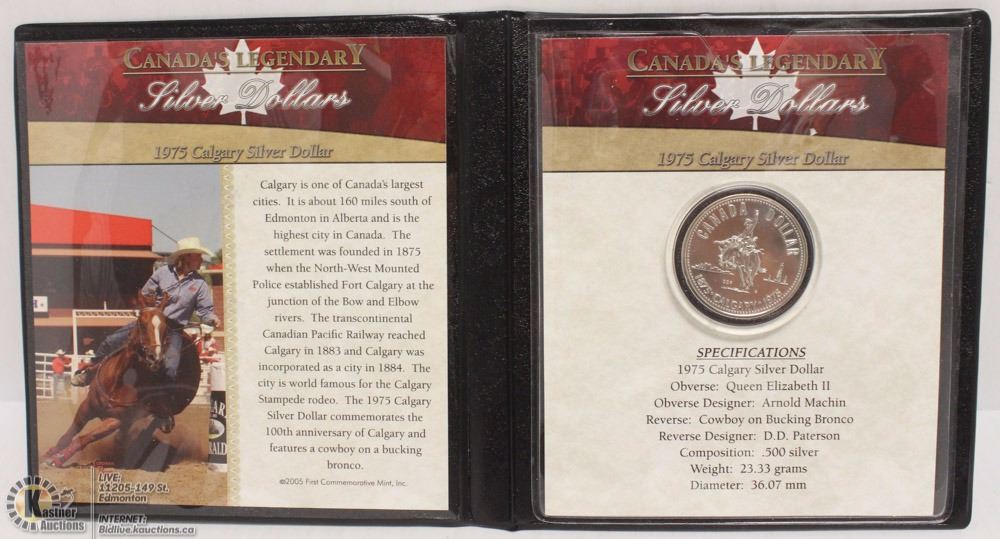 CANADA'S LEGENDARY
Silver Dollars
1975 Calgary Silver Dollar
Calgary is one of Canada's largest
cities. It is about 160 miles south of
Edmonton in Alberta and is the
highest city in Canada. The
settlement was founded in 1875
when the North-West Mounted
Police established Fort Calgary at the
junction of the Bow and Elbow
rivers. The transcontinental
Canadian Pacific Railway reached
Calgary in 1883 and Calgary was
incorporated as a city in 1884. The
city is world famous for the Calgary
Stampede rodeo. The 1975 Calgary
Silver Dollar commemorates the
100th anniversary of Calgary and
features a cowboy on a bucking
bronco.
©2005 First Commemorative Mint, Inc.
CANADA'S LEGENDARY
Silver Dollars
1975 Calgary Silver Dollar
CANADA DOLLAR
1875·CALGARY·1975
SPECIFICATIONS
1975 Calgary Silver Dollar
Obverse: Queen Elizabeth II
Obverse Designer: Arnold Machin
Reverse: Cowboy on Bucking Bronco
Reverse Designer: D.D. Paterson
Composition: .500 silver
Weight: 23.33 grams
Diameter: 36.07 mm
Kastner
Auctions
LIVE:
11205-149 St.
Edmonton
INTERNET:
Bidlive.kauctions.ca